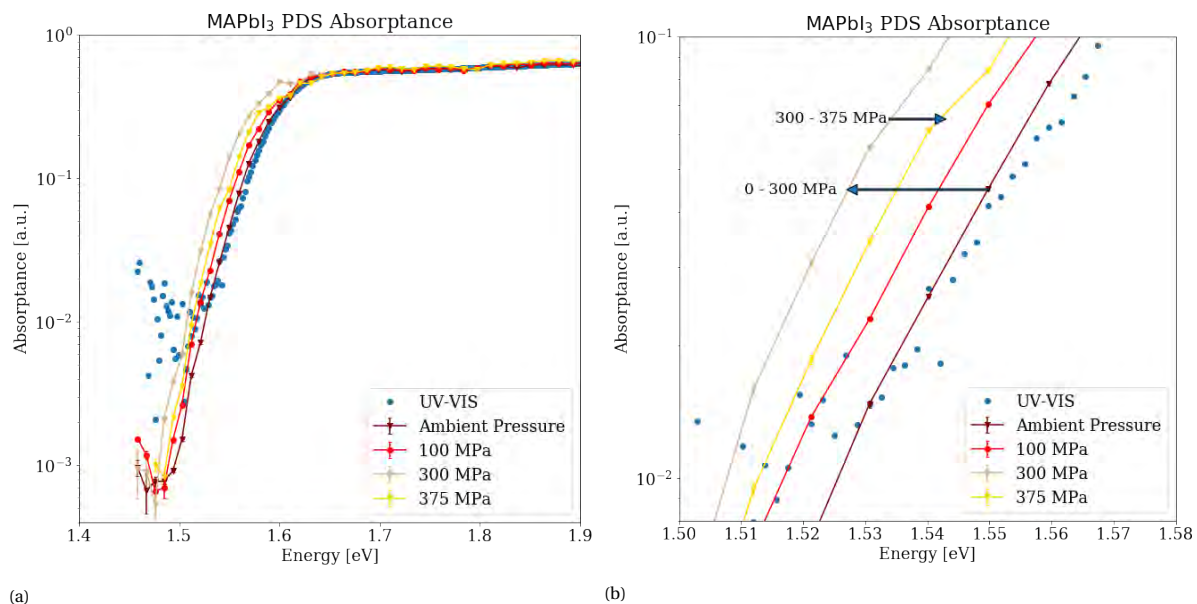 MAPbI₃ PDS Absorptance
10⁰
10⁻¹
10⁻²
10⁻³
Absorptance [a.u.]
UV-VIS
Ambient Pressure
100 MPa
300 MPa
375 MPa
1.4 1.5 1.6 1.7 1.8 1.9
Energy [eV]
(a)
MAPbI₃ PDS Absorptance
10⁻¹
10⁻²
Absorptance [a.u.]
300 - 375 MPa
0 - 300 MPa
UV-VIS
Ambient Pressure
100 MPa
300 MPa
375 MPa
1.50 1.51 1.52 1.53 1.54 1.55 1.56 1.57 1.58
Energy [eV]
(b)